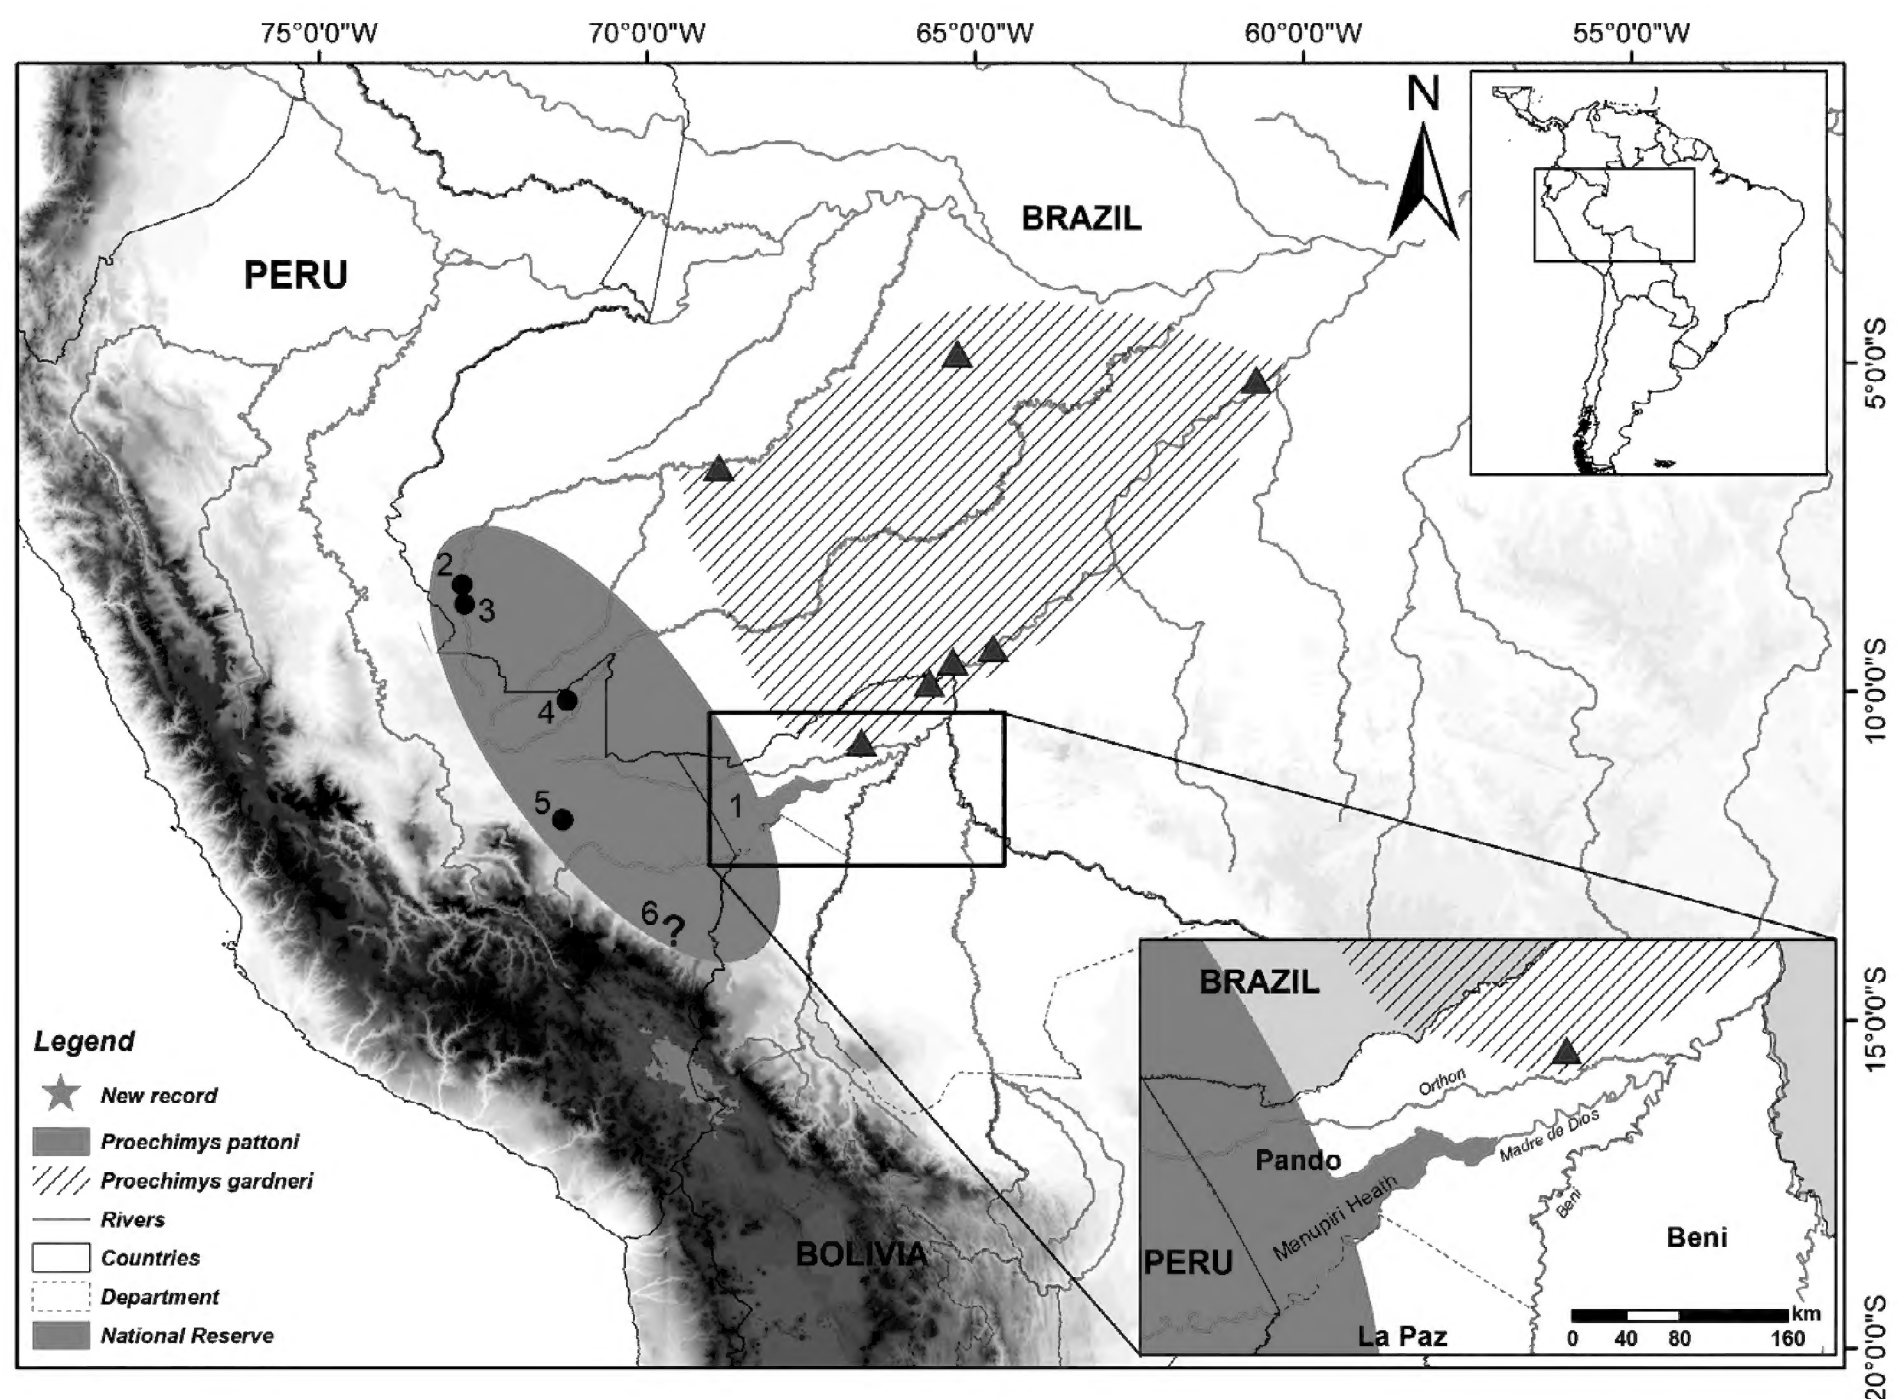 75°0'0"W 70°0'0"W 65°0'0"W 60°0'0"W 55°0'0"W
N
BRAZIL
PERU
5°0'0"S
2
3
10°0'0"S
4
5
1
6?
BRAZIL
15°0'0"S
Legend
New record
Proechimys pattoni
Proechimys gardneri
Rivers
Countries
Department
National Reserve
Orthon
Madre de Dios
Pando
Manupiri Heath
Beni
Beni
PERU
BOLIVIA
km
0 40 80 160
La Paz
20°0'0"S